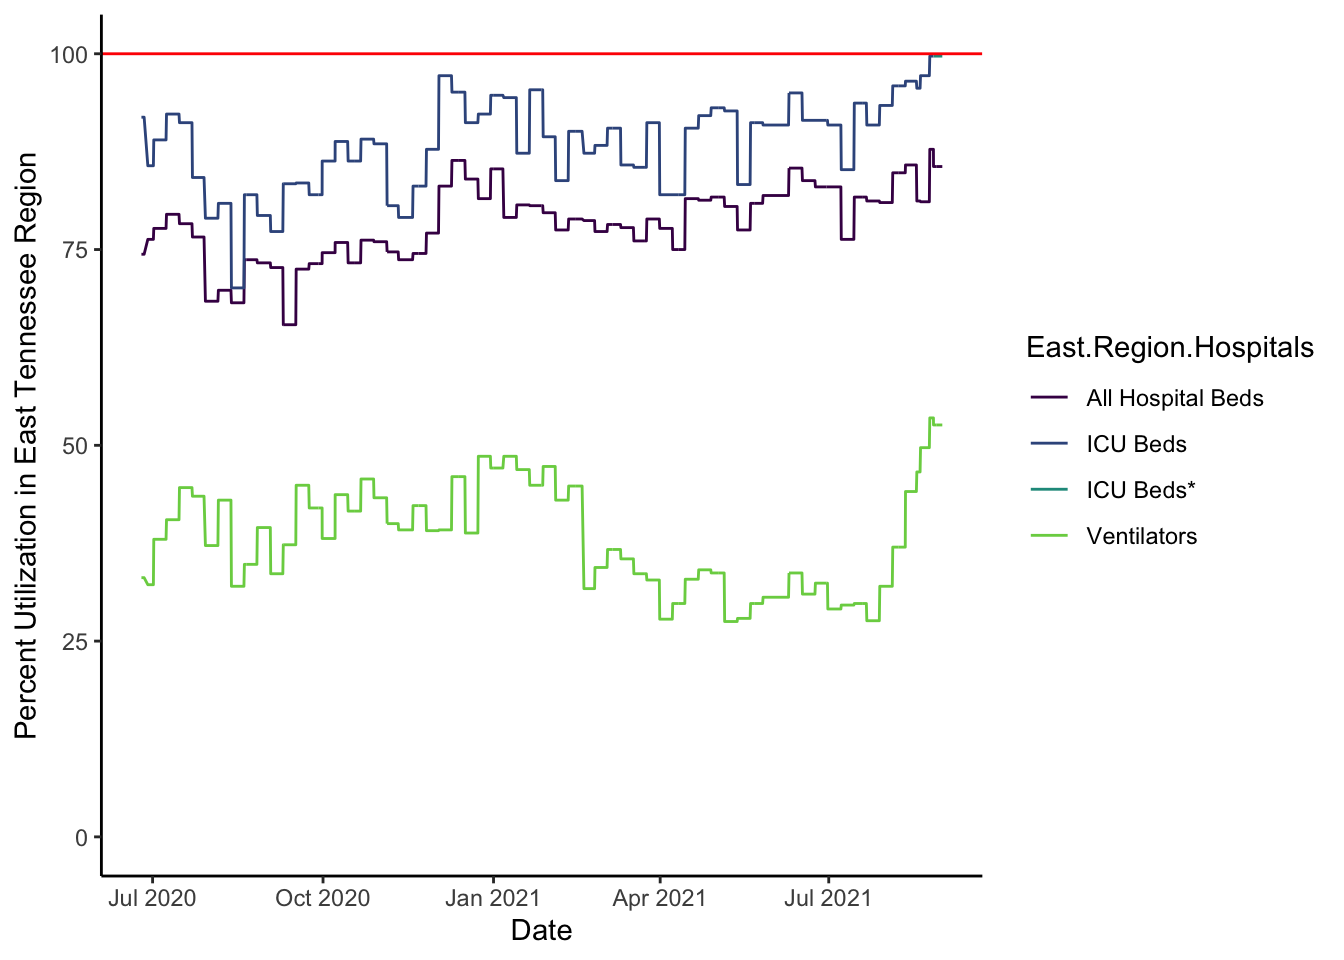 Percent Utilization in East Tennessee Region
100
75
50
25
0
Jul 2020 Oct 2020 Jan 2021 Apr 2021 Jul 2021
Date
East.Region.Hospitals
All Hospital Beds
ICU Beds
ICU Beds*
Ventilators